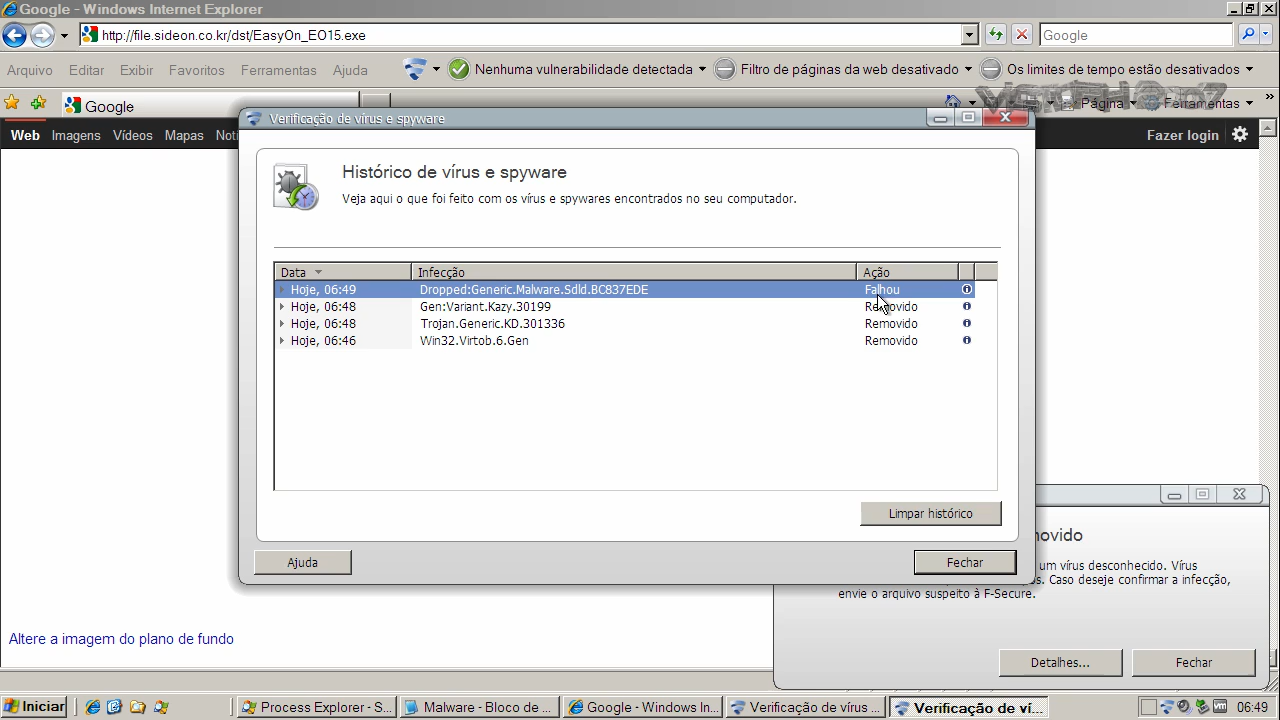 Google - Windows Internet Explorer
http://file.sideon.co.kr/dst/EasyOn_EO15.exe
Google
Arquivo Editar Exibir Favoritos Ferramentas Ajuda Nenhuma vulnerabilidade detectada Filtro de páginas da web desativado Os limites de tempo estão desativados
Google Página Ferramentas
Web Imagens Vídeos Mapas Fazer login
Verificação de vírus e spyware
Histórico de vírus e spyware
Veja aqui o que foi feito com os vírus e spywares encontrados no seu computador.
Data Infecção Ação
Hoje, 06:49 Dropped:Generic.Malware.Sdld.BC837EDE Falhou
Hoje, 06:48 Gen:Variant.Kazy.30199 Removido
Hoje, 06:48 Trojan.Generic.KD.301336 Removido
Hoje, 06:46 Win32.Virtob.6.Gen Removido
Limpar histórico
Ajuda Fechar
um vírus desconhecido. Vírus
Caso deseje confirmar a infecção,
envie o arquivo suspeito à F-Secure.
Detalhes... Fechar
Altere a imagem do plano de fundo
Iniciar Process Explorer - S... Malware - Bloco de ... Google - Windows In... Verificação de vírus ... Verificação de ví... 06:49